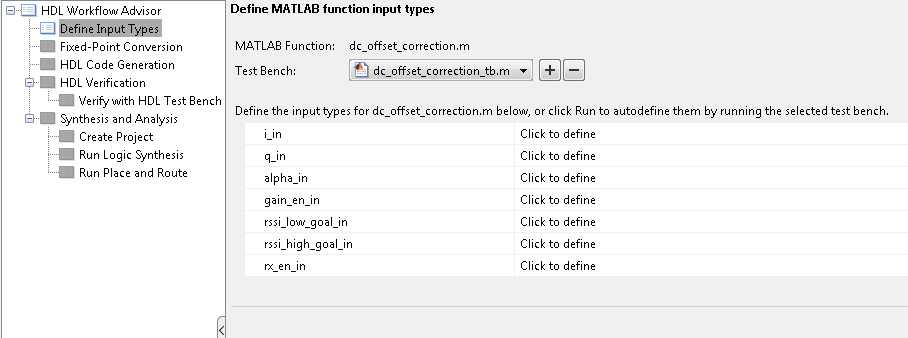 HDL Workflow Advisor
Define Input Types
Fixed-Point Conversion
HDL Code Generation
HDL Verification
Verify with HDL Test Bench
Synthesis and Analysis
Create Project
Run Logic Synthesis
Run Place and Route
Define MATLAB function input types
MATLAB Function: dc_offset_correction.m
Test Bench: dc_offset_correction_tb.m
Define the input types for dc_offset_correction.m below, or click Run to autodefine them by running the selected test bench.
i_in Click to define
q_in Click to define
alpha_in Click to define
gain_en_in Click to define
rssi_low_goal_in Click to define
rssi_high_goal_in Click to define
rx_en_in Click to define